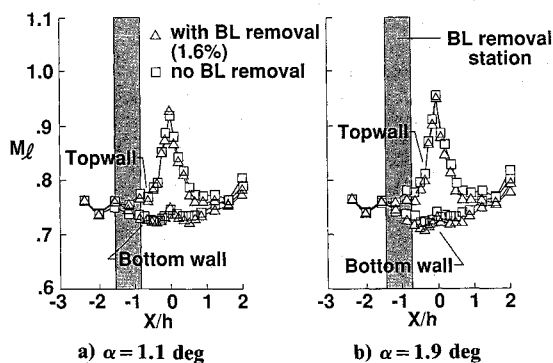 1.1
1.0
.9
.8
.7
.6
Mℓ
△ with BL removal
(1.6%)
□ no BL removal
Topwall
Bottom wall
-3 -2 -1 0 1 2
X/h
a) α = 1.1 deg
BL removal
station
Topwall
Bottom wall
-3 -2 -1 0 1 2
X/h
b) α = 1.9 deg